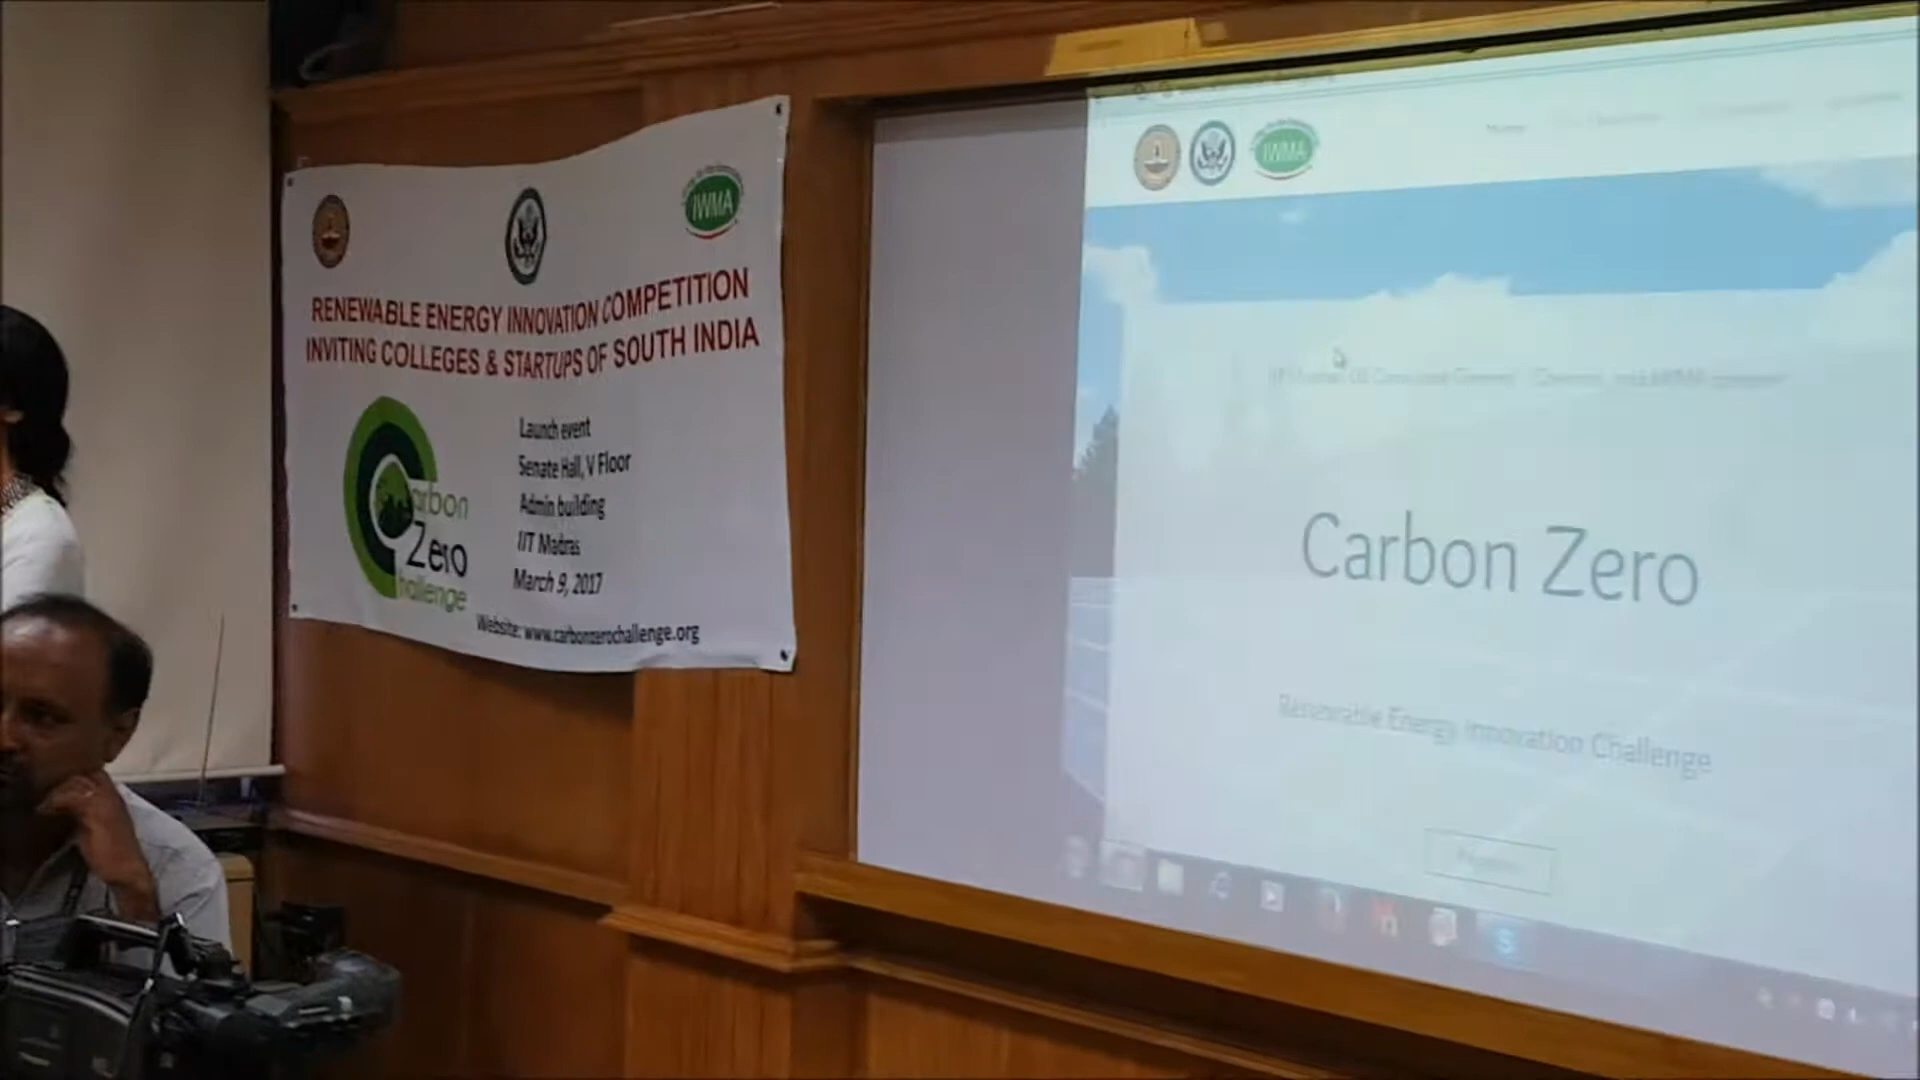 IWMA
RENEWABLE ENERGY INNOVATION COMPETITION
INVITING COLLEGES & STARTUPS OF SOUTH INDIA
Carbon
Zero
Challenge
Launch event
Senate Hall, V Floor
Admin building
IIT Madras
March 9, 2017
Website: www.carbonzerochallenge.org
IWMA
Home
Carbon Zero
Renewable Energy Innovation Challenge